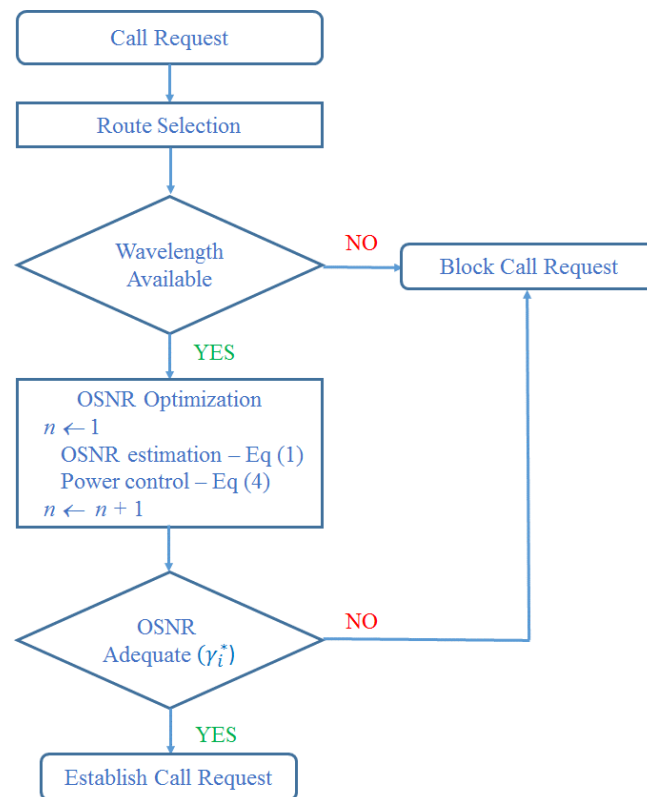 Call Request
Route Selection
Wavelength
Available
NO
Block Call Request
YES
OSNR Optimization
n ← 1
OSNR estimation – Eq (1)
Power control – Eq (4)
n ← n + 1
OSNR
Adequate (γᵢ*)
NO
YES
Establish Call Request